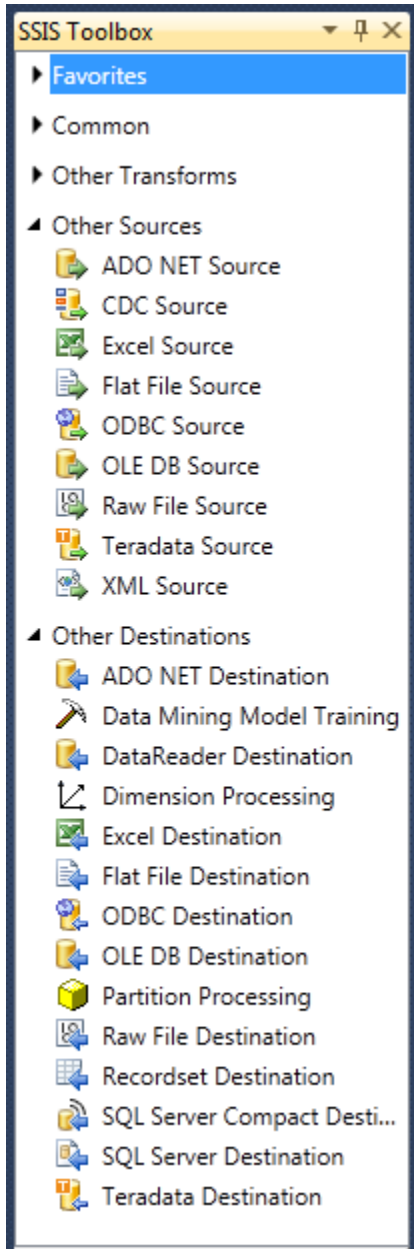 SSIS Toolbox
Favorites
Common
Other Transforms
Other Sources
ADO NET Source
CDC Source
Excel Source
Flat File Source
ODBC Source
OLE DB Source
Raw File Source
Teradata Source
XML Source
Other Destinations
ADO NET Destination
Data Mining Model Training
DataReader Destination
Dimension Processing
Excel Destination
Flat File Destination
ODBC Destination
OLE DB Destination
Partition Processing
Raw File Destination
Recordset Destination
SQL Server Compact Desti...
SQL Server Destination
Teradata Destination